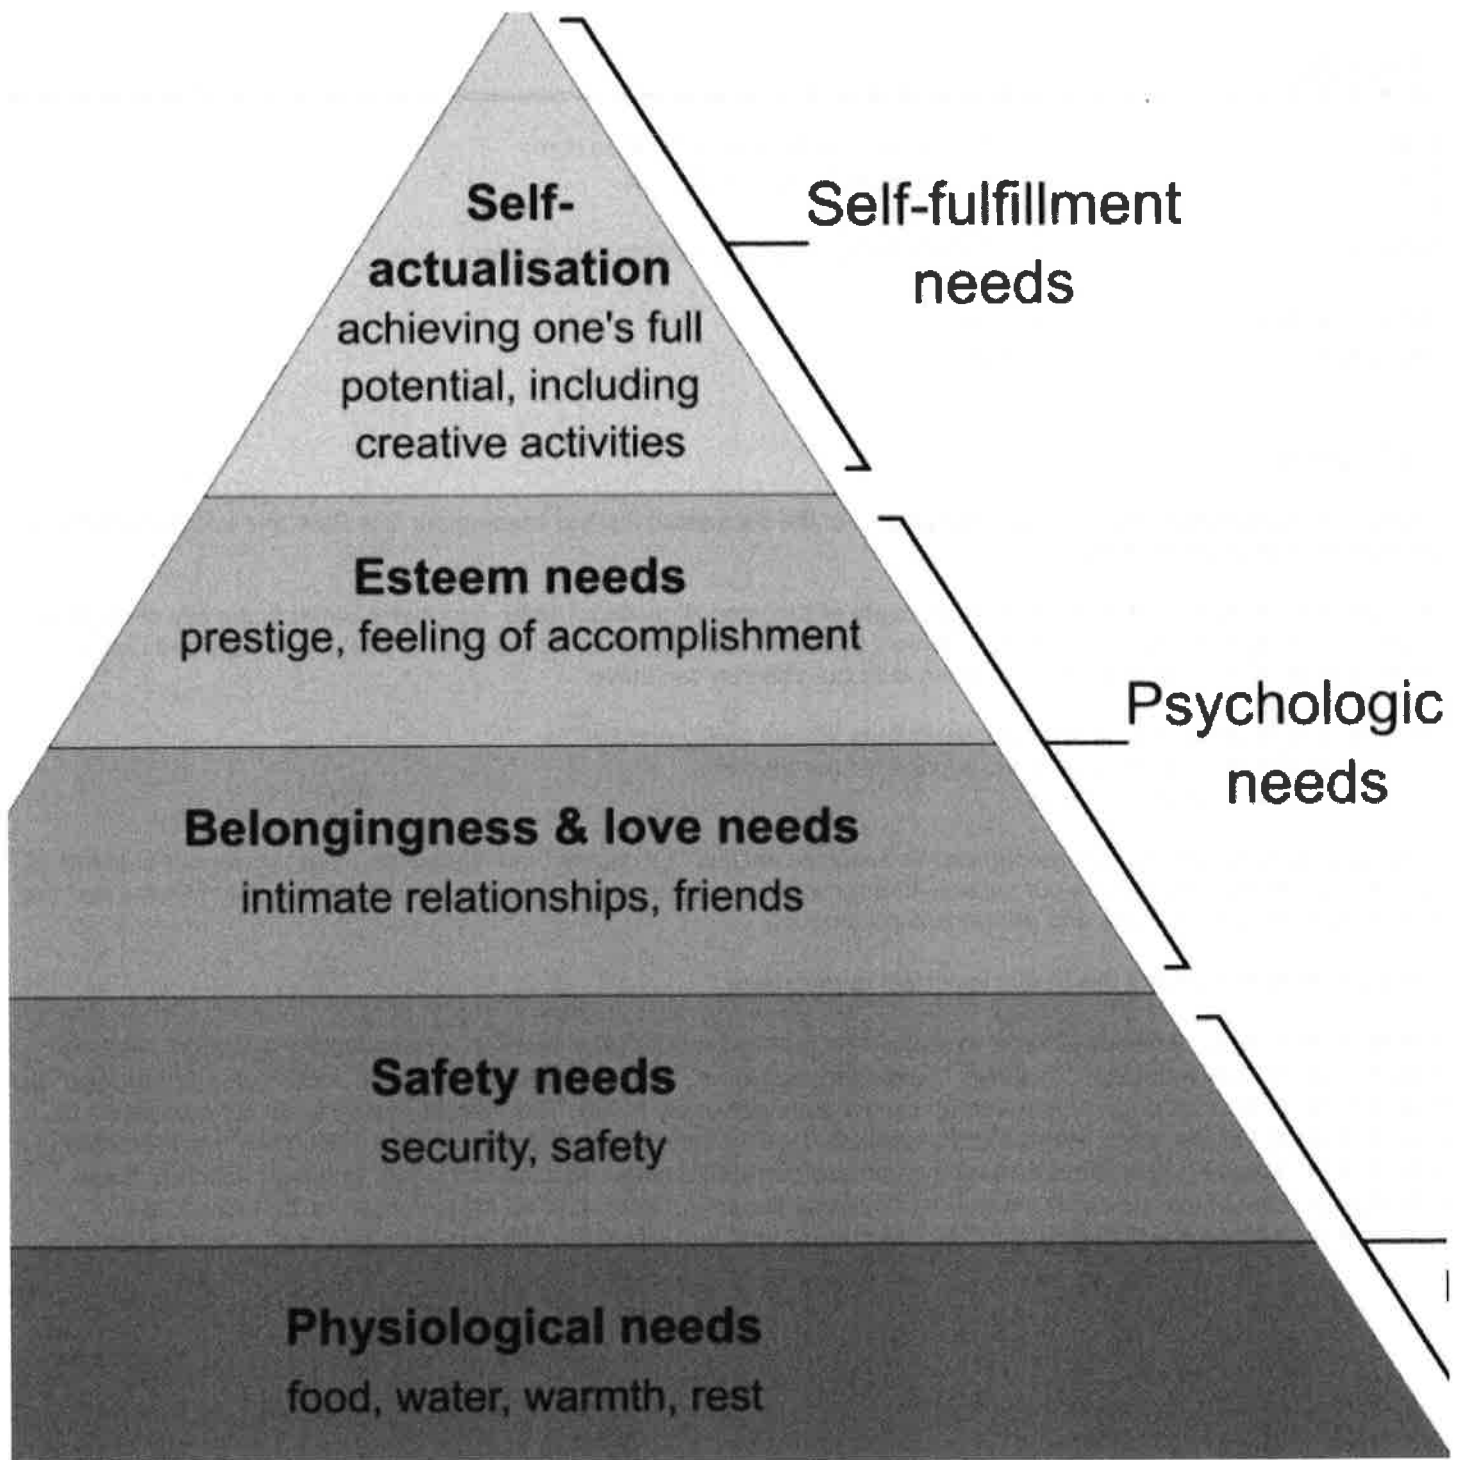 Self-
actualisation
achieving one's full
potential, including
creative activities
Self-fulfillment
needs
Esteem needs
prestige, feeling of accomplishment
Psychologic
needs
Belongingness & love needs
intimate relationships, friends
Safety needs
security, safety
Physiological needs
food, water, warmth, rest